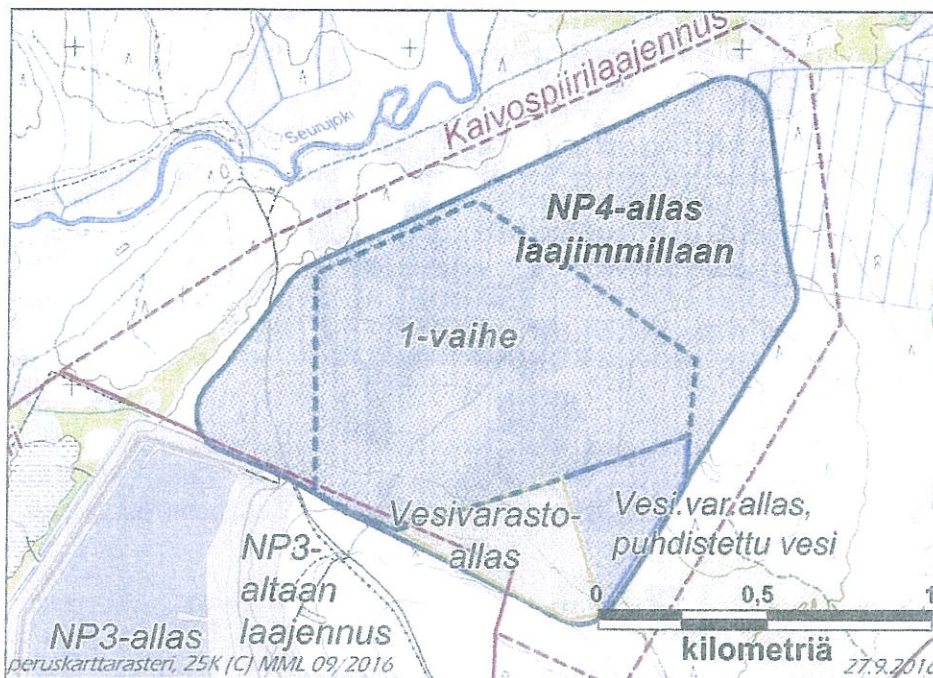 Kaivospiirilaajennus
Seurujoki
NP4-allas
laajimmillaan
1-vaihe
Vesivarasto-
allas
Vesi.var.allas,
puhdistettu vesi
NP3-
altaan
laajennus
NP3-allas
0 0,5 1
kilometriä
peruskarttarasteri, 25K (C) MML 09/2016
27.9.2016